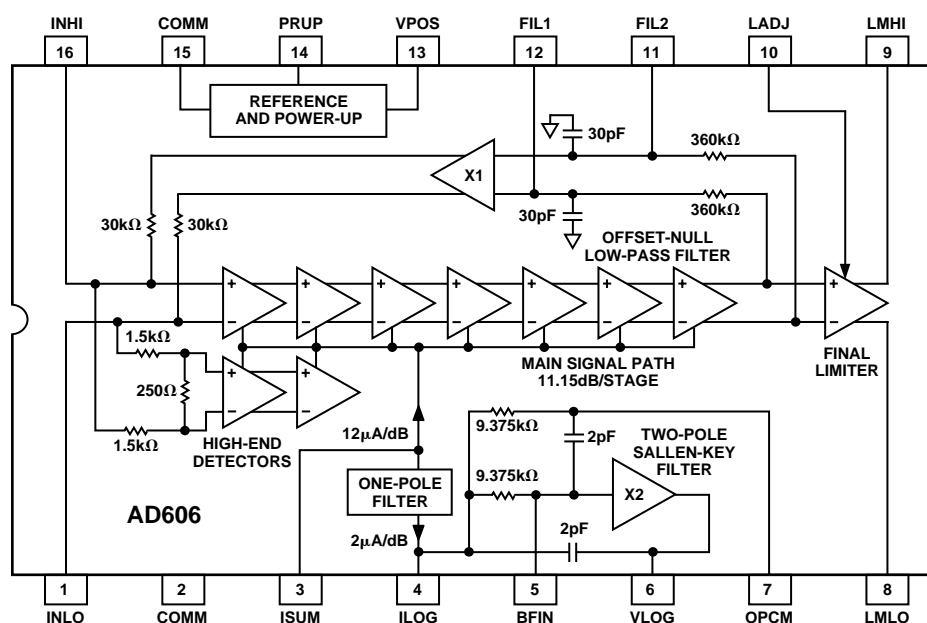 INHI COMM PRUP VPOS FIL1 FIL2 LADJ LMHI
16 15 14 13 12 11 10 9
REFERENCE
AND POWER-UP
30pF
360kΩ
X1
30kΩ
30kΩ
30pF
360kΩ
OFFSET-NULL
LOW-PASS FILTER
+ + + + + + + +
– – – – – – – –
1.5kΩ
250Ω
1.5kΩ
+ +
– –
HIGH-END
DETECTORS
MAIN SIGNAL PATH
11.15dB/STAGE
FINAL
LIMITER
12μA/dB
ONE-POLE
FILTER
2μA/dB
9.375kΩ
2pF
TWO-POLE
SALLEN-KEY
FILTER
9.375kΩ
X2
2pF
AD606
1 2 3 4 5 6 7 8
INLO COMM ISUM ILOG BFIN VLOG OPCM LMLO